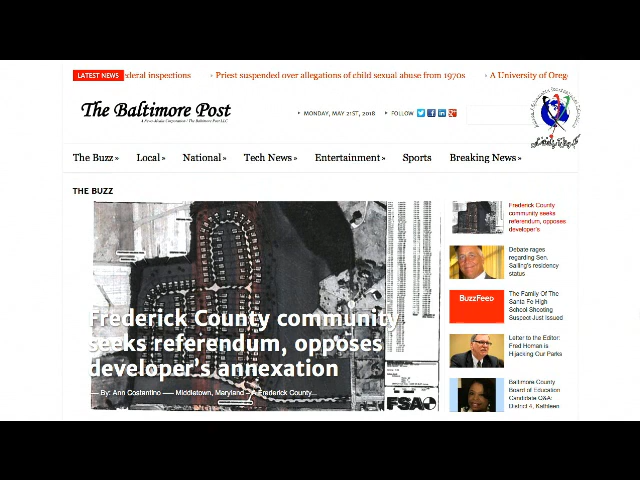 LATEST NEWS
ederal inspections
Priest suspended over allegations of child sexual abuse from 1970s
A University of Oreg
The Baltimore Post
MONDAY, MAY 21ST, 2018
FOLLOW
The Buzz»
Local»
National»
Tech News»
Entertainment»
Sports
Breaking News»
THE BUZZ
Frederick County community
seeks referendum, opposes
developer's annexation
By: Ann Costantino —— Middletown, Maryland – A Frederick County...
FSA
Frederick County
community seeks
referendum, opposes
developer's
Debate rages
regarding Sen.
Salling's residency
status
BuzzFeed
The Family Of The
Santa Fe High
School Shooting
Suspect Just Issued
Letter to the Editor:
Fred Homan is
Hijacking Our Parks
Baltimore County
Board of Education
Candidate Q&A:
District 4, Kathleen